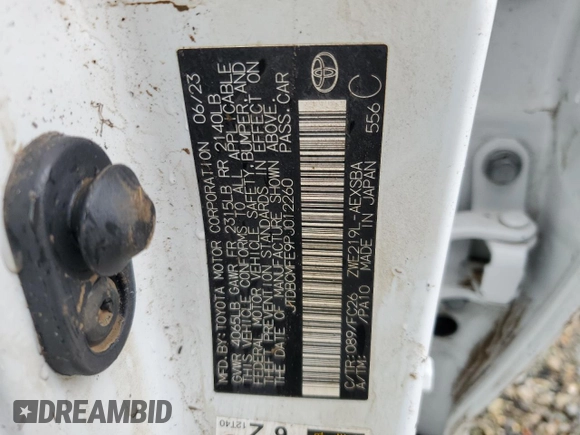 MFD.BY:TOYOTA MOTOR CORPORATION 06/23
GVWR 4065LB GAWR FR 2315LB RR 2140LB
THIS VEHICLE CONFORMS TO ALL APPLICABLE
FEDERAL MOTOR VEHICLE SAFETY,BUMPER,AND
THEFT PREVENTION STANDARDS IN EFFECT ON
THE DATE OF MANUFACTURE SHOWN ABOVE.
JTDBCMFE9PJ012260 PASS.CAR
C/TR:089/FC26 ZWE219L-AEXSBA
A/TM: /PA10 MADE IN JAPAN 556 C
12T40
DREAMBID